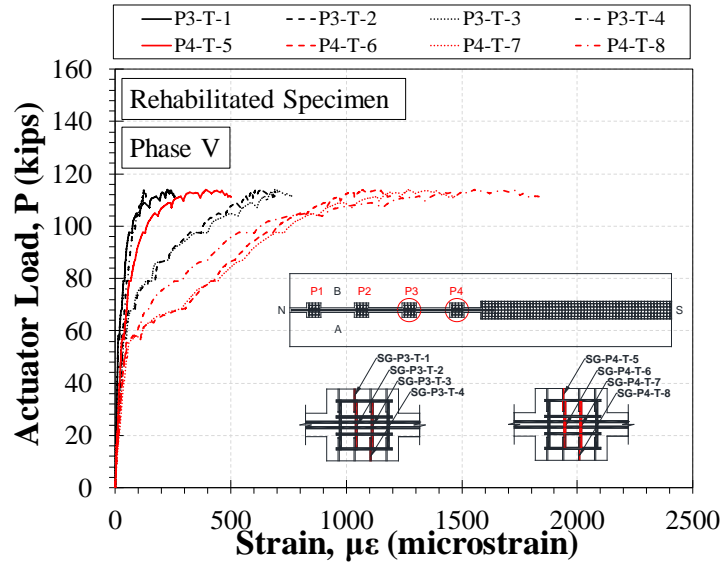 P3-T-1 P3-T-2 P3-T-3 P3-T-4
P4-T-5 P4-T-6 P4-T-7 P4-T-8
160
140
120
100
80
60
40
20
0
Actuator Load, P (kips)
Rehabilitated Specimen
Phase V
P1 B P2 P3 P4
N S
A
SG-P3-T-1
SG-P3-T-2
SG-P3-T-3
SG-P3-T-4
SG-P4-T-5
SG-P4-T-6
SG-P4-T-7
SG-P4-T-8
0 500 1000 1500 2000 2500
Strain, με (microstrain)